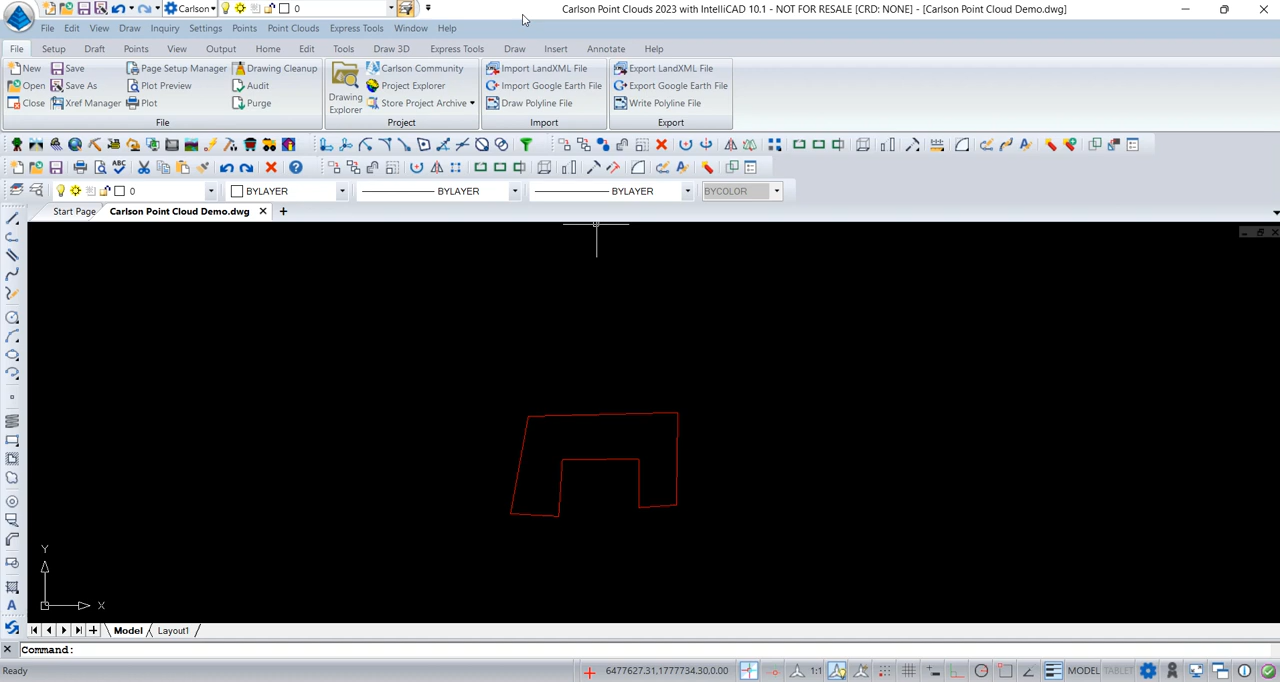 Carlson 0 Carlson Point Clouds 2023 with IntelliCAD 10.1 - NOT FOR RESALE [CRD: NONE] - [Carlson Point Cloud Demo.dwg]
File Edit View Draw Inquiry Settings Points Point Clouds Express Tools Window Help
File Setup Draft Points View Output Home Edit Tools Draw 3D Express Tools Draw Insert Annotate Help
New Save Page Setup Manager Drawing Cleanup Carlson Community Import LandXML File Export LandXML File
Open Save As Plot Preview Audit Project Explorer Import Google Earth File Export Google Earth File
Close Xref Manager Plot Purge Drawing Explorer Store Project Archive Draw Polyline File Write Polyline File
File Project Import Export
0 BYLAYER BYLAYER BYLAYER BYCOLOR
Start Page Carlson Point Cloud Demo.dwg
Y
X
Model Layout1
Command:
Ready 6477627.31,1777734.30,0.00 1:1 MODEL TABLET